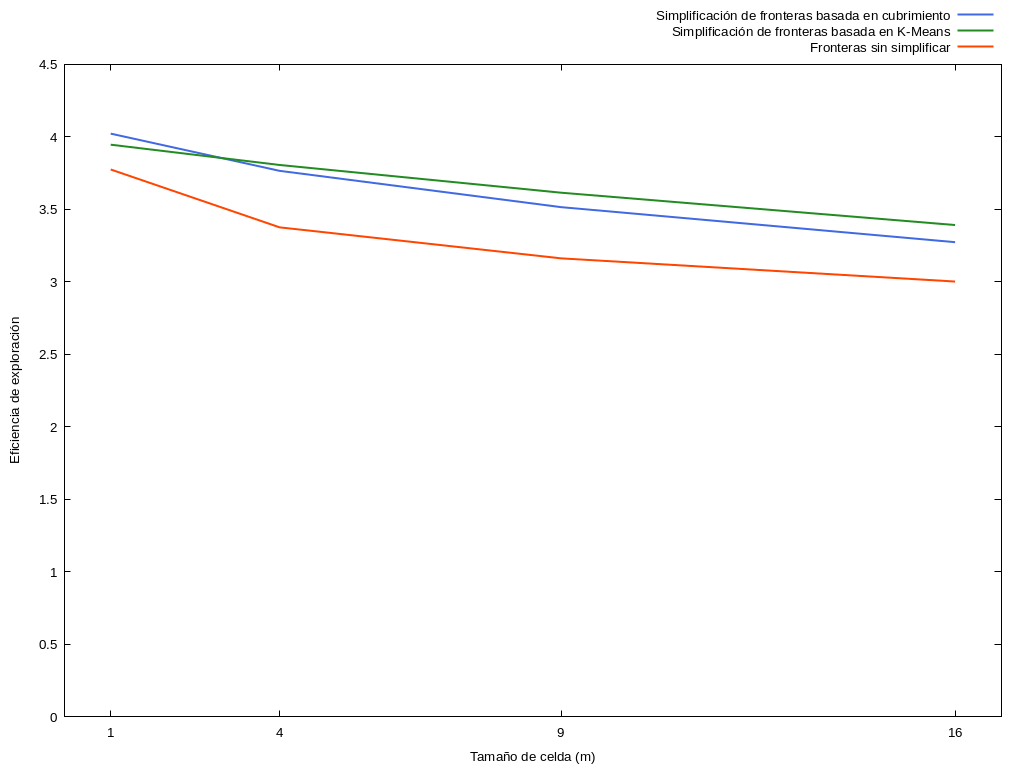 Simplificación de fronteras basada en cubrimiento
Simplificación de fronteras basada en K-Means
Fronteras sin simplificar
4.5
4
3.5
3
2.5
2
1.5
1
0.5
0
Eficiencia de exploración
1 4 9 16
Tamaño de celda (m)